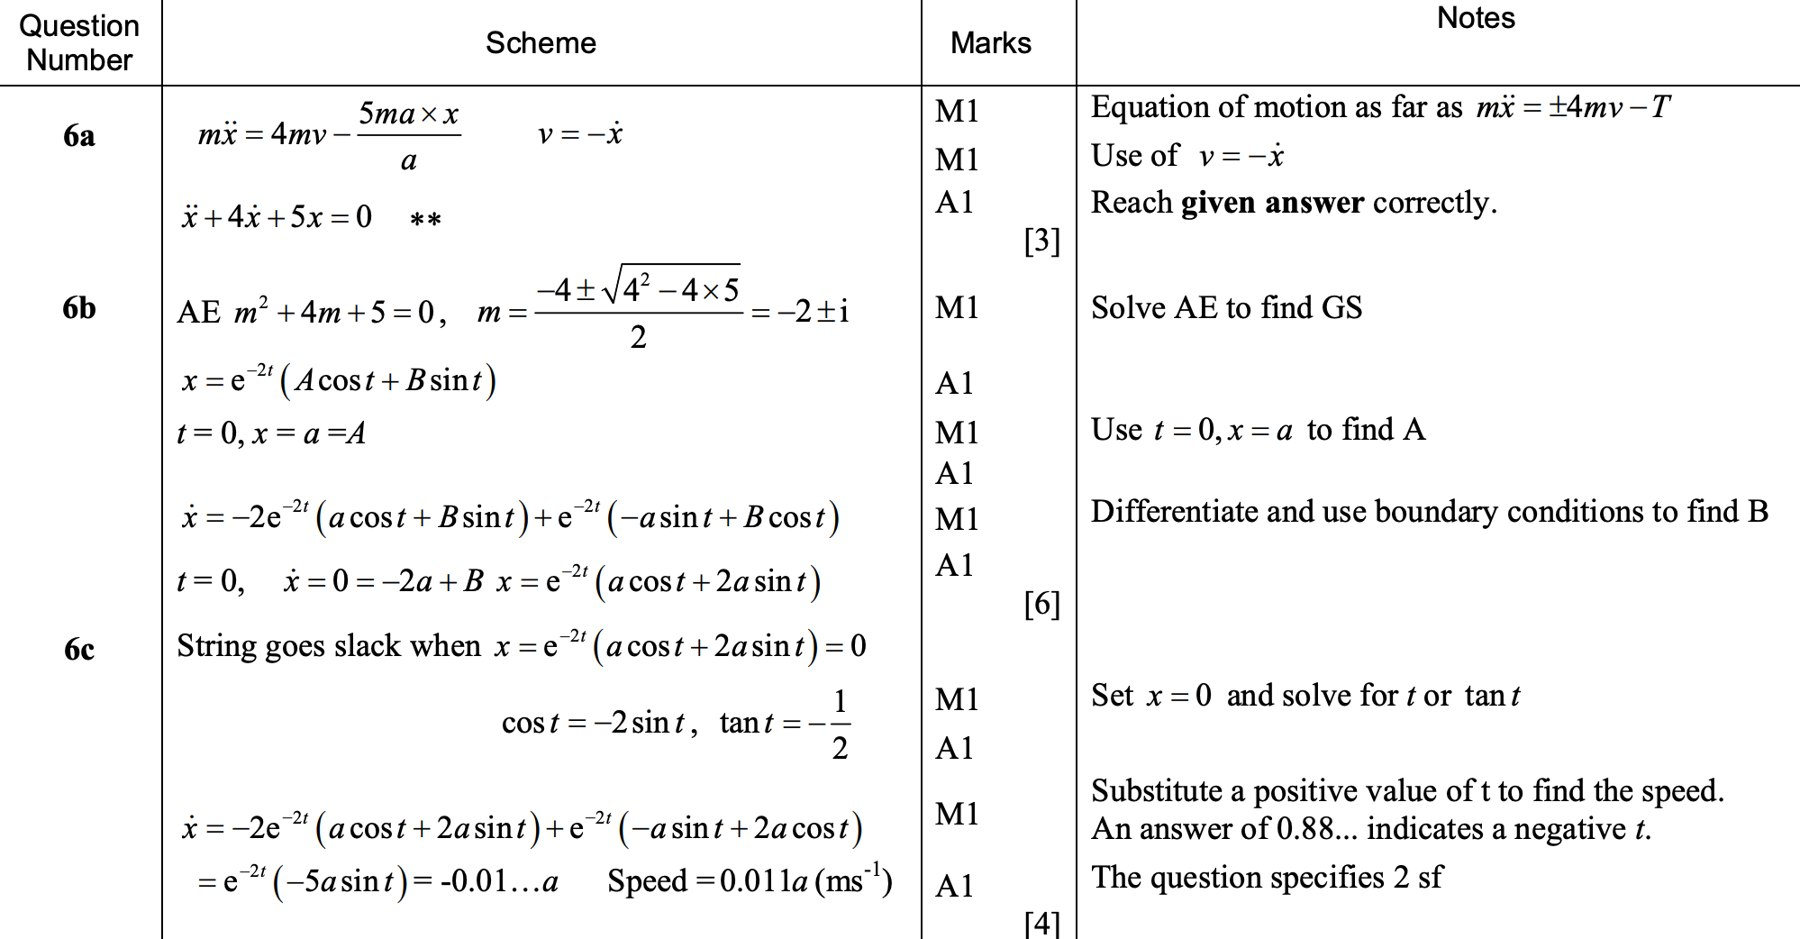 Question Number Scheme Marks Notes
6a mẍ = 4mv − (5ma × x)/a v = −ẋ M1 Equation of motion as far as mẍ = ±4mv − T
M1 Use of v = −ẋ
ẍ + 4ẋ + 5x = 0 ** A1 Reach given answer correctly.
[3]
6b AE m² + 4m + 5 = 0, m = (−4 ± √(4² − 4×5))/2 = −2 ± i M1 Solve AE to find GS
x = e^(−2t) (A cos t + B sin t) A1
t = 0, x = a = A M1 Use t = 0, x = a to find A
A1
ẋ = −2e^(−2t) (a cos t + B sin t) + e^(−2t) (−a sin t + B cos t) M1 Differentiate and use boundary conditions to find B
t = 0, ẋ = 0 = −2a + B x = e^(−2t) (a cos t + 2a sin t) A1
[6]
6c String goes slack when x = e^(−2t) (a cos t + 2a sin t) = 0
cos t = −2 sin t, tan t = −1/2 M1 Set x = 0 and solve for t or tan t
A1
ẋ = −2e^(−2t) (a cos t + 2a sin t) + e^(−2t) (−a sin t + 2a cos t) M1 Substitute a positive value of t to find the speed.
An answer of 0.88... indicates a negative t.
= e^(−2t) (−5a sin t) = -0.01…a Speed = 0.011a (ms⁻¹) A1 The question specifies 2 sf
[4]